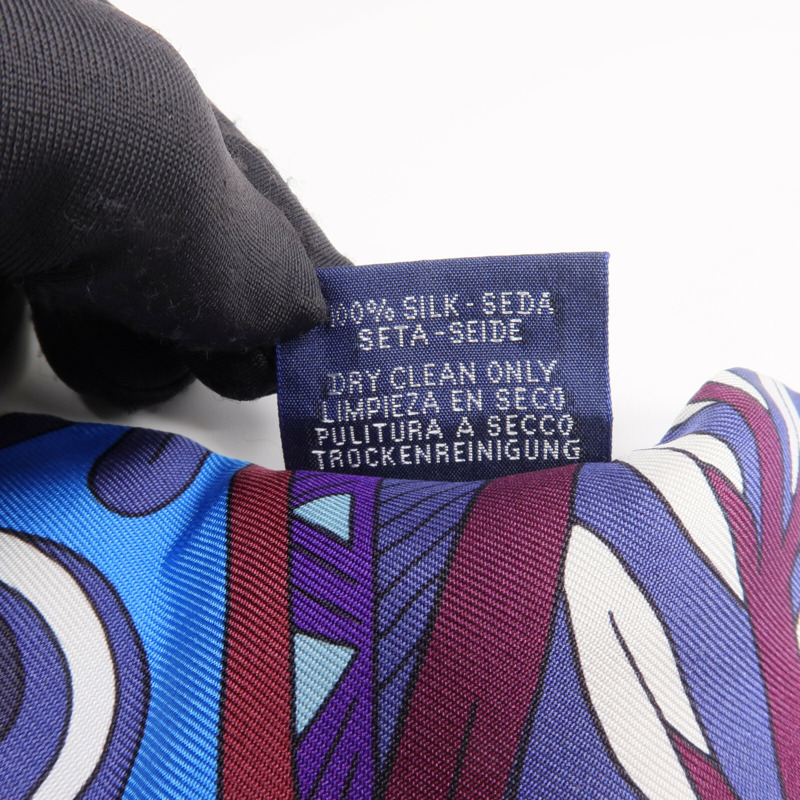 100% SILK-SEDA
SETA-SEIDE
DRY CLEAN ONLY
LIMPIEZA EN SECO
PULITURA A SECCO
TROCKENREINIGUNG